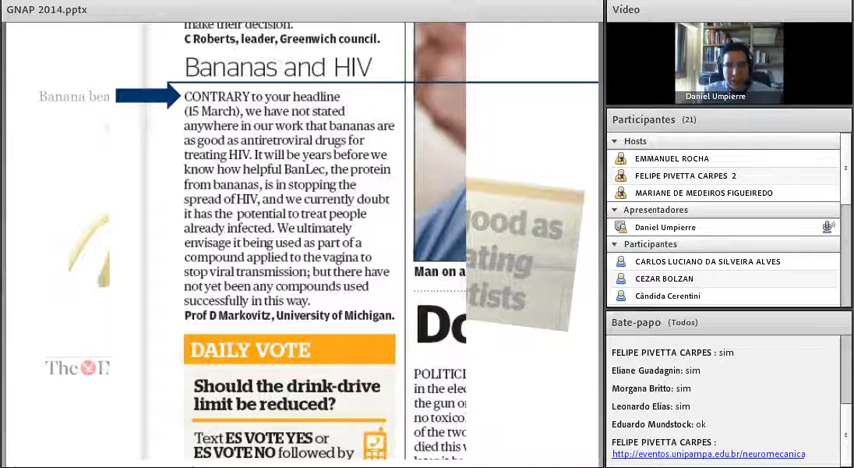 GNAP 2014.pptx
make their decision.
C Roberts, leader, Greenwich council.
Bananas and HIV
Banana bea
CONTRARY to your headline
(15 March), we have not stated
anywhere in our work that bananas are
as good as antiretroviral drugs for
treating HIV. It will be years before we
know how helpful BanLec, the protein
from bananas, is in stopping the
spread of HIV, and we currently doubt
it has the potential to treat people
already infected. We ultimately
envisage it being used as part of a
compound applied to the vagina to
stop viral transmission; but there have
not yet been any compounds used
successfully in this way.
Prof D Markovitz, University of Michigan.
DAILY VOTE
Should the drink-drive
limit be reduced?
Text ES VOTE YES or
ES VOTE NO followed by
The IN
ood as
ating
tists
Man on a
Do
POLITICI
in the elec
the gun o
no toxico
of the two
died this v
Vídeo
Daniel Umpierre
Participantes (21)
Hosts
EMMANUEL ROCHA
FELIPE PIVETTA CARPES 2
MARIANE DE MEDEIROS FIGUEIREDO
Apresentadores
Daniel Umpierre
Participantes
CARLOS LUCIANO DA SILVEIRA ALVES
CEZAR BOLZAN
Cândida Cerentini
Bate-papo (Todos)
FELIPE PIVETTA CARPES : sim
Eliane Guadagnin: sim
Morgana Britto: sim
Leonardo Elias: sim
Eduardo Mundstock: ok
FELIPE PIVETTA CARPES :
http://eventos.unipampa.edu.br/neuromecanica